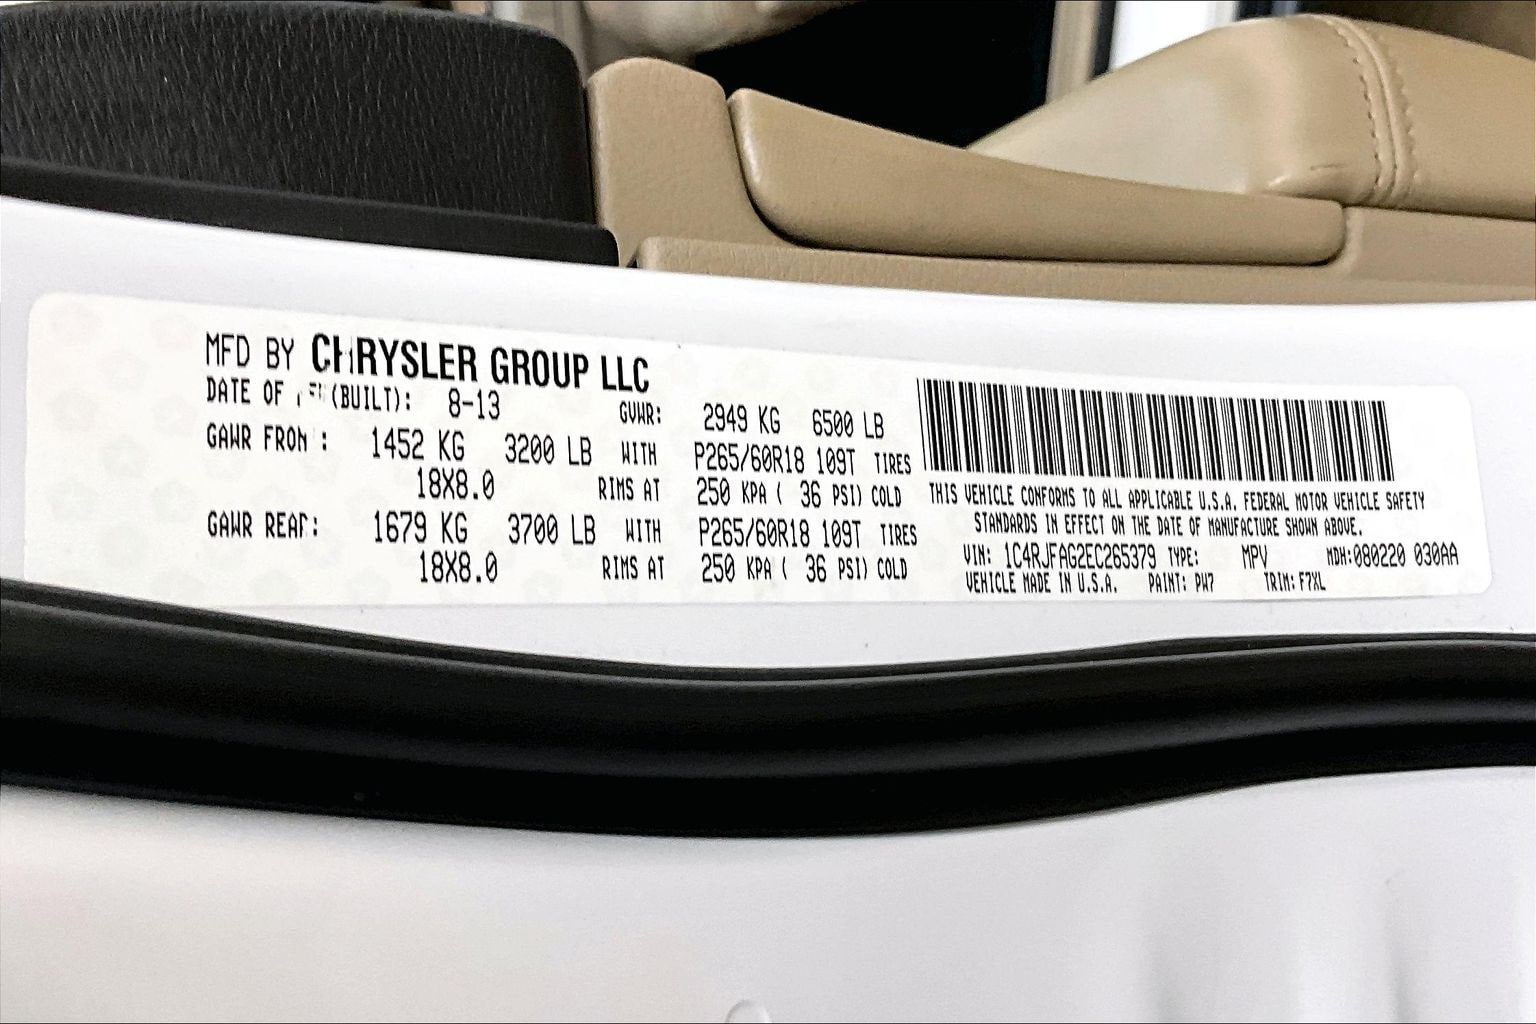 MFD BY CHRYSLER GROUP LLC
DATE OF (BUILT): 8-13 GVWR: 2949 KG 6500 LB
GAWR FRON : 1452 KG 3200 LB WITH P265/60R18 109T TIRES
18X8.0 RIMS AT 250 KPA ( 36 PSI) COLD
GAWR REAR: 1679 KG 3700 LB WITH P265/60R18 109T TIRES
18X8.0 RIMS AT 250 KPA ( 36 PSI) COLD
THIS VEHICLE CONFORMS TO ALL APPLICABLE U.S.A. FEDERAL MOTOR VEHICLE SAFETY
STANDARDS IN EFFECT ON THE DATE OF MANUFACTURE SHOWN ABOVE.
VIN: 1C4RJFAG2EC265379 TYPE: MPV MDH:080220 030AA
VEHICLE MADE IN U.S.A. PAINT: PW7 TRIM: F7XL